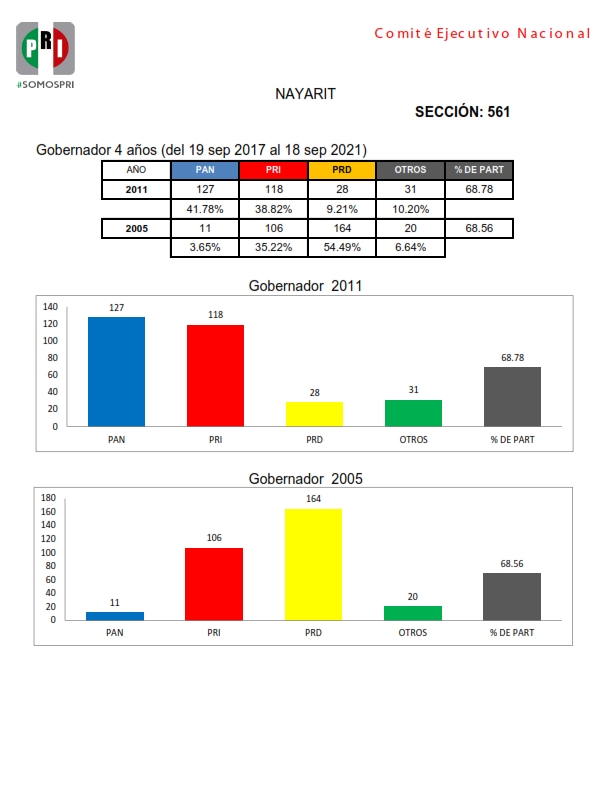 Comité Ejecutivo Nacional
PRI
#SOMOSPRI
NAYARIT
SECCIÓN: 561
Gobernador 4 años (del 19 sep 2017 al 18 sep 2021)
AÑO PAN PRI PRD OTROS % DE PART
2011 127 118 28 31 68.78
41.78% 38.82% 9.21% 10.20%
2005 11 106 164 20 68.56
3.65% 35.22% 54.49% 6.64%
Gobernador 2011
140
120
100
80
60
40
20
0
127
118
28
31
68.78
PAN PRI PRD OTROS % DE PART
Gobernador 2005
180
160
140
120
100
80
60
40
20
0
11
106
164
20
68.56
PAN PRI PRD OTROS % DE PART